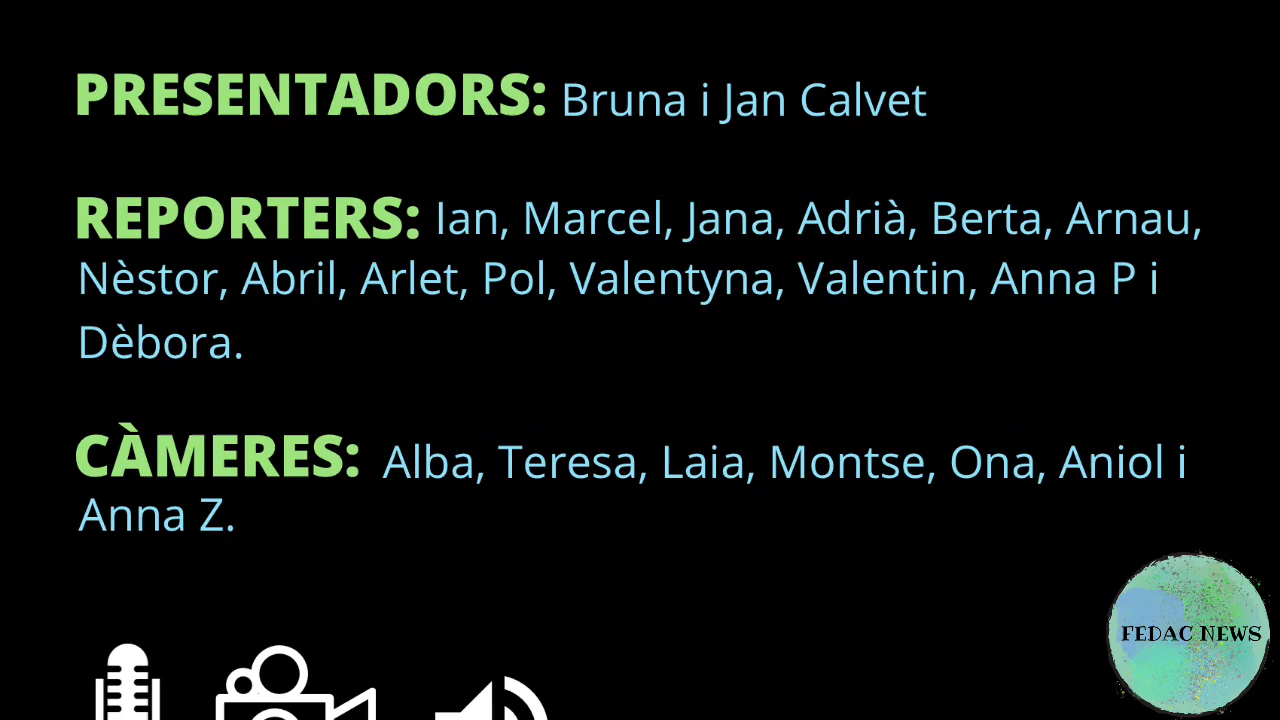 PRESENTADORS: Bruna i Jan Calvet
REPORTERS: Ian, Marcel, Jana, Adrià, Berta, Arnau,
Nèstor, Abril, Arlet, Pol, Valentyna, Valentin, Anna P i
Dèbora.
CÀMERES: Alba, Teresa, Laia, Montse, Ona, Aniol i
Anna Z.
FEDAC NEWS